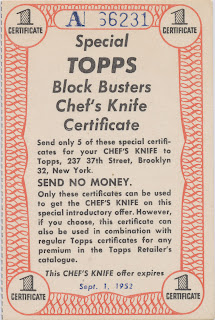 1 CERTIFICATE
A 36231
1 CERTIFICATE
Special
TOPPS
Block Busters
Chef's Knife
Certificate
Send only 5 of these special certifi-
cates for your CHEF'S KNIFE to
Topps, 237 37th Street, Brooklyn
32, New York.
SEND NO MONEY.
Only these certificates can be used
to get the CHEF'S KNIFE on this
special introductory offer. However,
if you choose, this certificate can
also be used in combination with
regular Topps certificates for any
premium in the Topps Retailer's
catalogue.
This CHEF'S KNIFE offer expires
Sept. 1, 1952
1 CERTIFICATE
1 CERTIFICATE